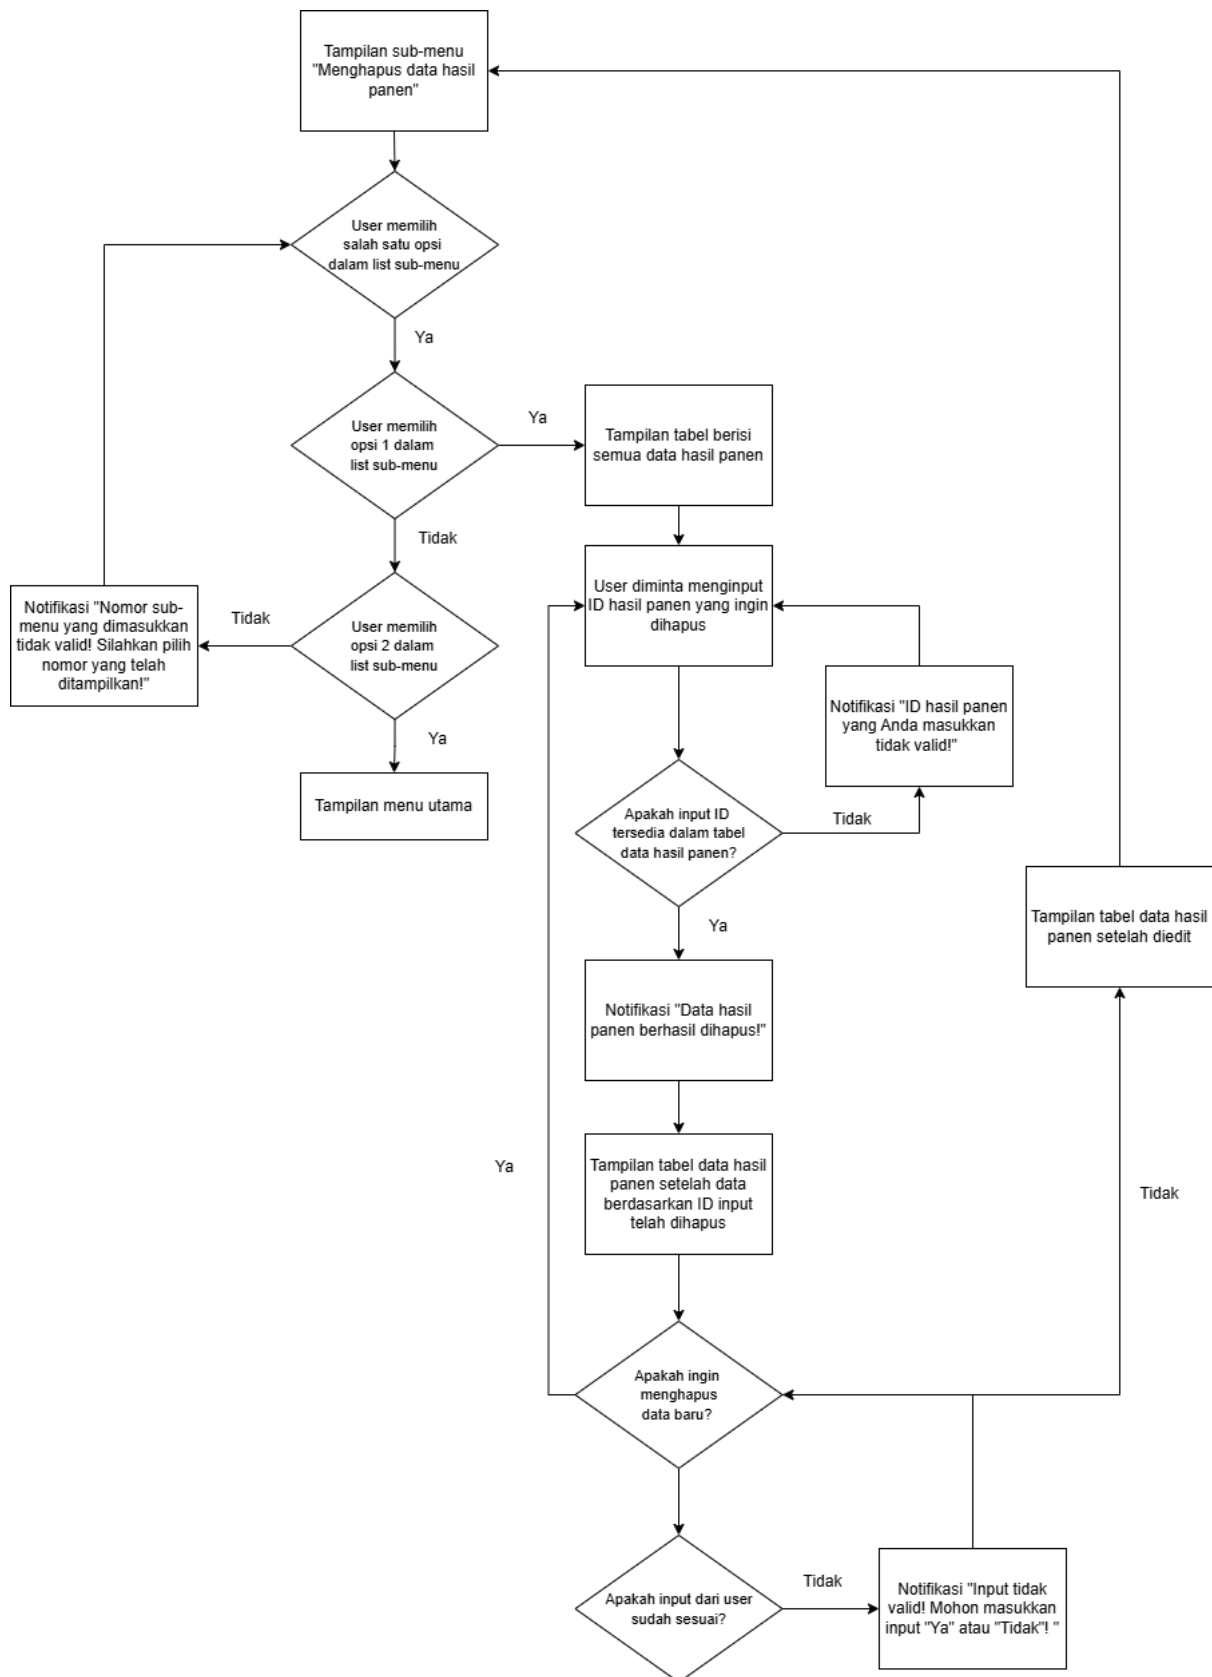 Tampilan sub-menu
"Menghapus data hasil
panen"
User memilih
salah satu opsi
dalam list sub-menu
Ya
User memilih
opsi 1 dalam
list sub-menu
Ya
Tampilan tabel berisi
semua data hasil panen
Tidak
User diminta menginput
ID hasil panen yang ingin
dihapus
Notifikasi "Nomor sub-
menu yang dimasukkan
tidak valid! Silahkan pilih
nomor yang telah
ditampilkan!"
Tidak
User memilih
opsi 2 dalam
list sub-menu
Notifikasi "ID hasil panen
yang Anda masukkan
tidak valid!"
Ya
Tampilan menu utama
Apakah input ID
tersedia dalam tabel
data hasil panen?
Tidak
Ya
Tampilan tabel data hasil
panen setelah diedit
Notifikasi "Data hasil
panen berhasil dihapus!"
Ya
Tampilan tabel data hasil
panen setelah data
berdasarkan ID input
telah dihapus
Tidak
Apakah ingin
menghapus
data baru?
Apakah input dari user
sudah sesuai?
Tidak
Notifikasi "Input tidak
valid! Mohon masukkan
input "Ya" atau "Tidak"! "